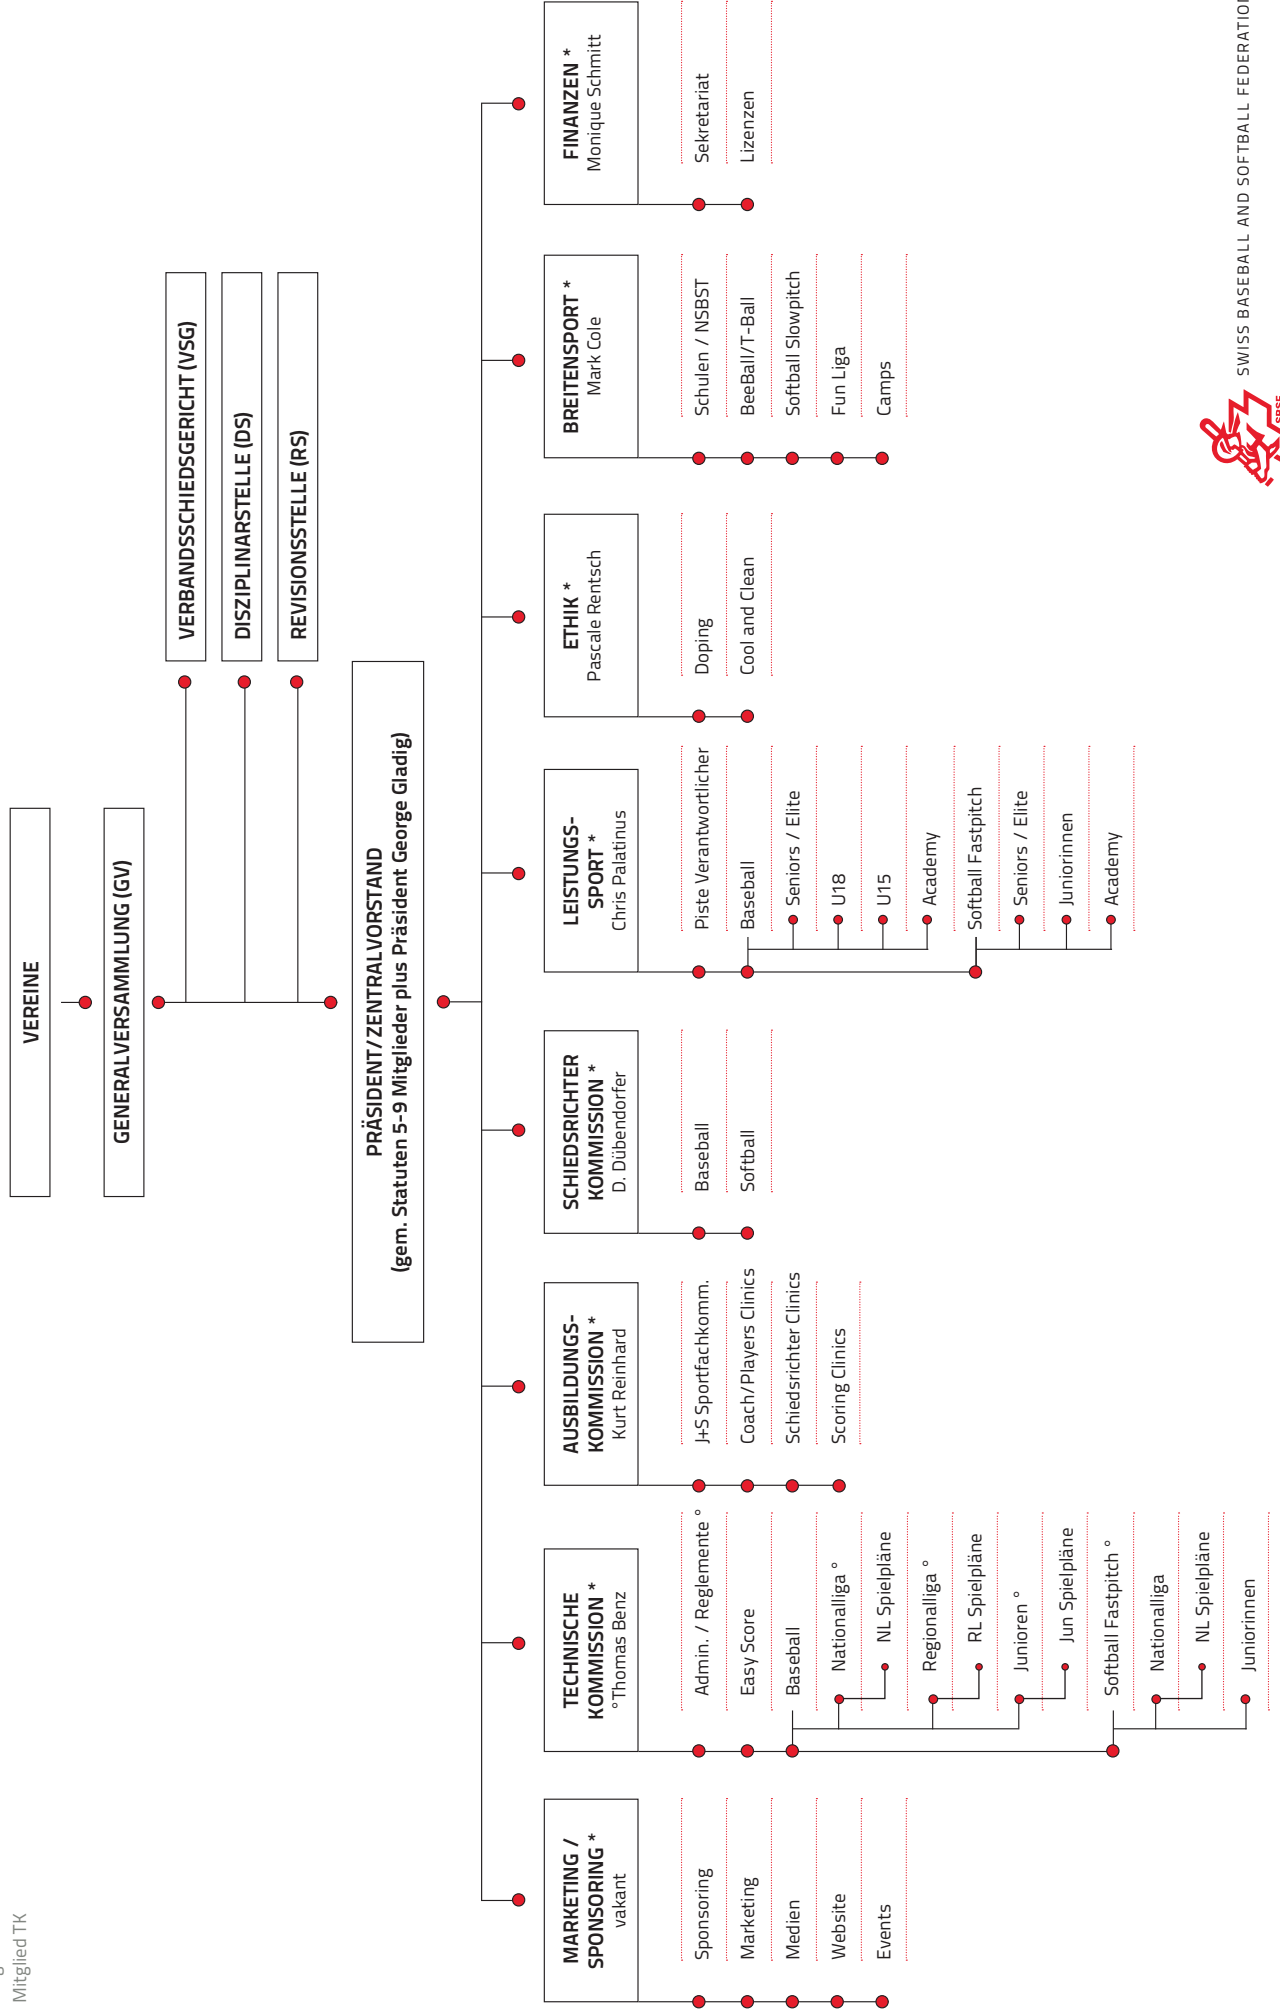 Mitglied TK
VEREINE
GENERALVERSAMMLUNG (GV)
VERBANDSSCHIEDSGERICHT (VSG)
DISZIPLINARSTELLE (DS)
REVISIONSSTELLE (RS)
PRÄSIDENT/ZENTRALVORSTAND
(gem. Statuten 5-9 Mitglieder plus Präsident George Gladig)
MARKETING /
SPONSORING *
vakant
Sponsoring
Marketing
Medien
Website
Events
TECHNISCHE
KOMMISSION *
°Thomas Benz
Admin. / Reglemente °
Easy Score
Baseball
Nationalliga °
NL Spielpläne
Regionalliga °
RL Spielpläne
Junioren °
Jun Spielpläne
Softball Fastpitch °
Nationalliga
NL Spielpläne
Juniorinnen
AUSBILDUNGS-
KOMMISSION *
Kurt Reinhard
J+S Sportfachkomm.
Coach/Players Clinics
Schiedsrichter Clinics
Scoring Clinics
SCHIEDSRICHTER
KOMMISSION *
D. Dübendorfer
Baseball
Softball
LEISTUNGS-
SPORT *
Chris Palatinus
Piste Verantwortlicher
Baseball
Seniors / Elite
U18
U15
Academy
Softball Fastpitch
Seniors / Elite
Juniorinnen
Academy
ETHIK *
Pascale Rentsch
Doping
Cool and Clean
BREITENSPORT *
Mark Cole
Schulen / NSBST
BeeBall/T-Ball
Softball Slowpitch
Fun Liga
Camps
FINANZEN *
Monique Schmitt
Sekretariat
Lizenzen
SBSF
SWISS BASEBALL AND SOFTBALL FEDERATION